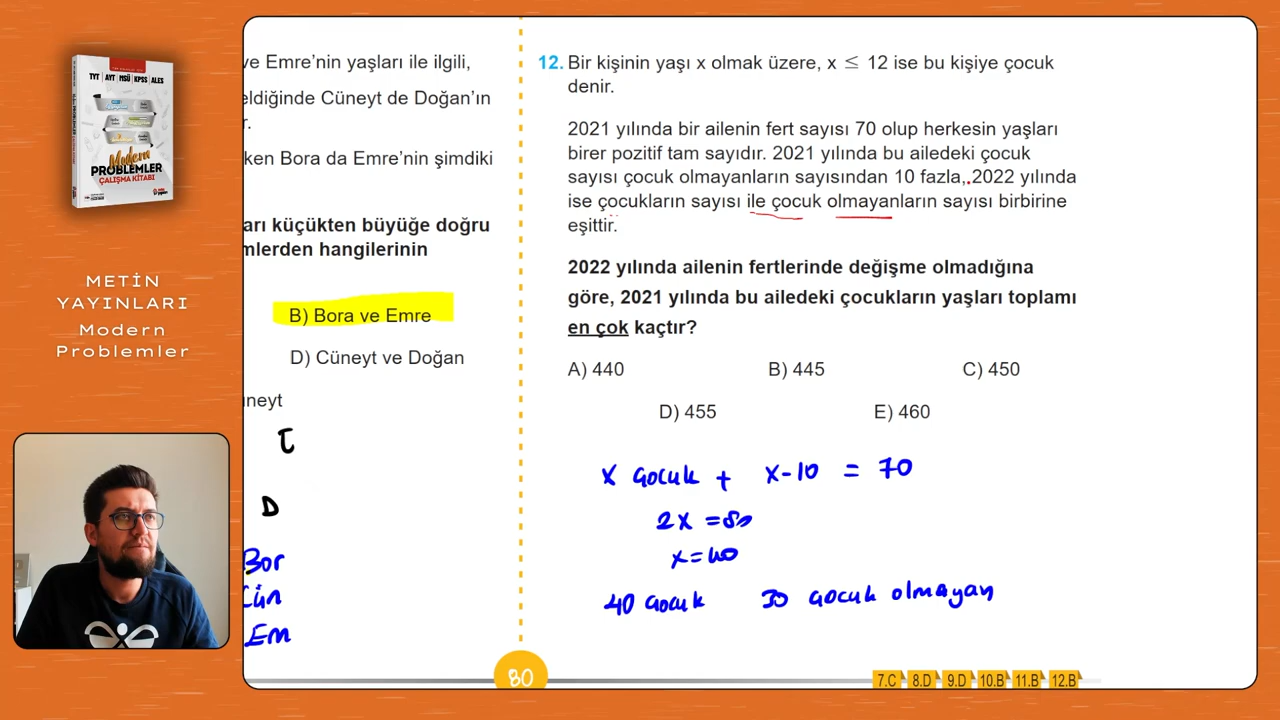 TYT | AYT | MSÜ | KPSS | ALES
Modern
PROBLEMLER
ÇALIŞMA KİTABI
METİN
YAYINLARI
Modern
Problemler
ve Emre'nin yaşları ile ilgili,
eldiğinde Cüneyt de Doğan'ın
r.
ken Bora da Emre'nin şimdiki
arı küçükten büyüğe doğru
mlerden hangilerinin
B) Bora ve Emre
D) Cüneyt ve Doğan
neyt
D
Bor
Cün
Em
12. Bir kişinin yaşı x olmak üzere, x ≤ 12 ise bu kişiye çocuk
denir.
2021 yılında bir ailenin fert sayısı 70 olup herkesin yaşları
birer pozitif tam sayıdır. 2021 yılında bu ailedeki çocuk
sayısı çocuk olmayanların sayısından 10 fazla, 2022 yılında
ise çocukların sayısı ile çocuk olmayanların sayısı birbirine
eşittir.
2022 yılında ailenin fertlerinde değişme olmadığına
göre, 2021 yılında bu ailedeki çocukların yaşları toplamı
en çok kaçtır?
A) 440 B) 445 C) 450
D) 455 E) 460
x çocuk + x-10 = 70
2x = 80
x = 40
40 çocuk 30 çocuk olmayan
80
7.C 8.D 9.D 10.B 11.B 12.B